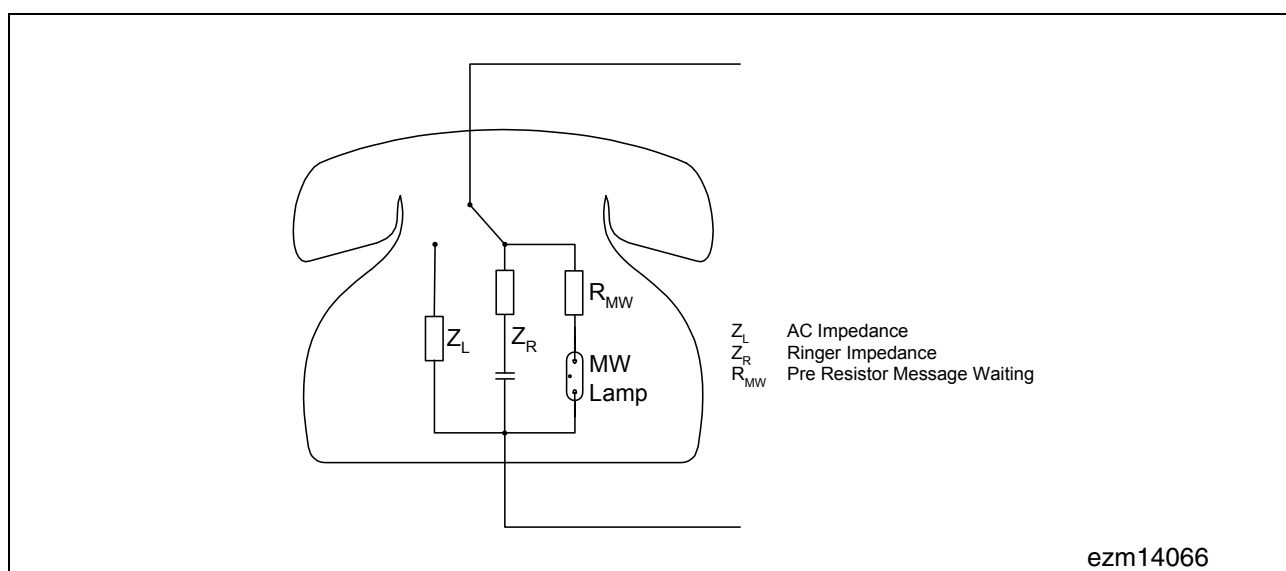 R_MW
Z_L
Z_R
MW
Lamp
Z_L AC Impedance
Z_R Ringer Impedance
R_MW Pre Resistor Message Waiting
ezm14066